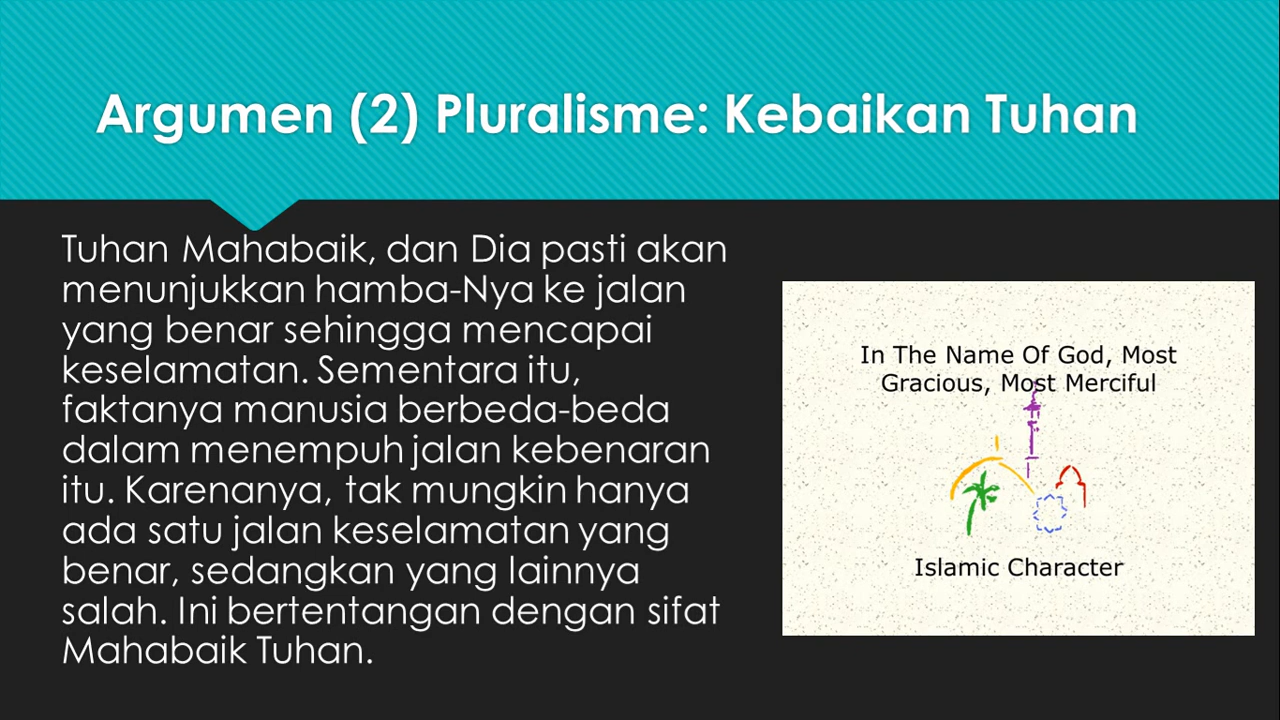 Argumen (2) Pluralisme: Kebaikan Tuhan
Tuhan Mahabaik, dan Dia pasti akan
menunjukkan hamba-Nya ke jalan
yang benar sehingga mencapai
keselamatan. Sementara itu,
faktanya manusia berbeda-beda
dalam menempuh jalan kebenaran
itu. Karenanya, tak mungkin hanya
ada satu jalan keselamatan yang
benar, sedangkan yang lainnya
salah. Ini bertentangan dengan sifat
Mahabaik Tuhan.
In The Name Of God, Most
Gracious, Most Merciful
Islamic Character